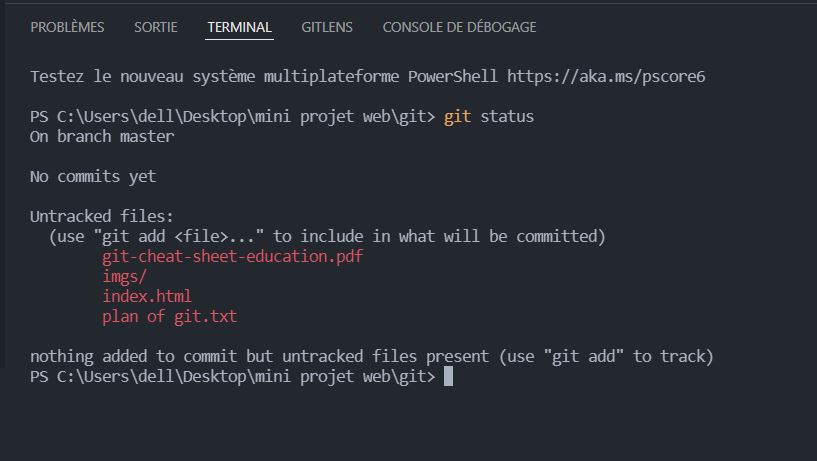 PROBLÈMES SORTIE TERMINAL GITLENS CONSOLE DE DÉBOGAGE
Testez le nouveau système multiplateforme PowerShell https://aka.ms/pscore6
PS C:\Users\dell\Desktop\mini projet web\git> git status
On branch master
No commits yet
Untracked files:
  (use "git add <file>..." to include in what will be committed)
        git-cheat-sheet-education.pdf
        imgs/
        index.html
        plan of git.txt
nothing added to commit but untracked files present (use "git add" to track)
PS C:\Users\dell\Desktop\mini projet web\git>